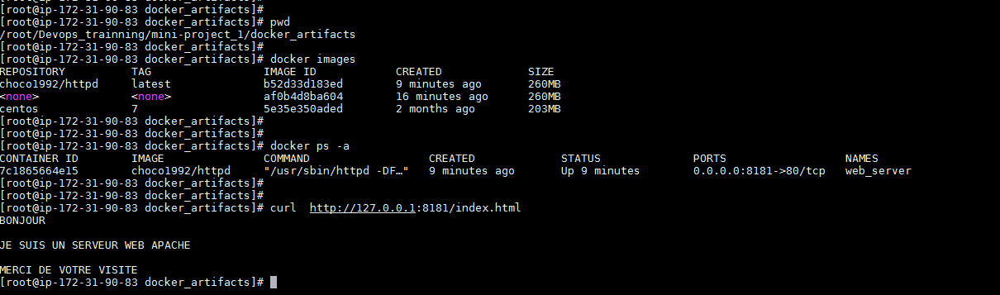 [root@ip-172-31-90-83 docker_artifacts]#
[root@ip-172-31-90-83 docker_artifacts]#
[root@ip-172-31-90-83 docker_artifacts]# pwd
/root/Devops_trainning/mini-project_1/docker_artifacts
[root@ip-172-31-90-83 docker_artifacts]#
[root@ip-172-31-90-83 docker_artifacts]# docker images
REPOSITORY TAG IMAGE ID CREATED SIZE
choco1992/httpd latest b52d33d183ed 9 minutes ago 260MB
<none> <none> af0b4d8ba604 16 minutes ago 260MB
centos 7 5e35e350aded 2 months ago 203MB
[root@ip-172-31-90-83 docker_artifacts]#
[root@ip-172-31-90-83 docker_artifacts]#
[root@ip-172-31-90-83 docker_artifacts]# docker ps -a
CONTAINER ID IMAGE COMMAND CREATED STATUS PORTS NAMES
7c1865664e15 choco1992/httpd "/usr/sbin/httpd -DF…" 9 minutes ago Up 9 minutes 0.0.0.0:8181->80/tcp web_server
[root@ip-172-31-90-83 docker_artifacts]#
[root@ip-172-31-90-83 docker_artifacts]#
[root@ip-172-31-90-83 docker_artifacts]# curl http://127.0.0.1:8181/index.html
BONJOUR
JE SUIS UN SERVEUR WEB APACHE
MERCI DE VOTRE VISITE
[root@ip-172-31-90-83 docker_artifacts]#